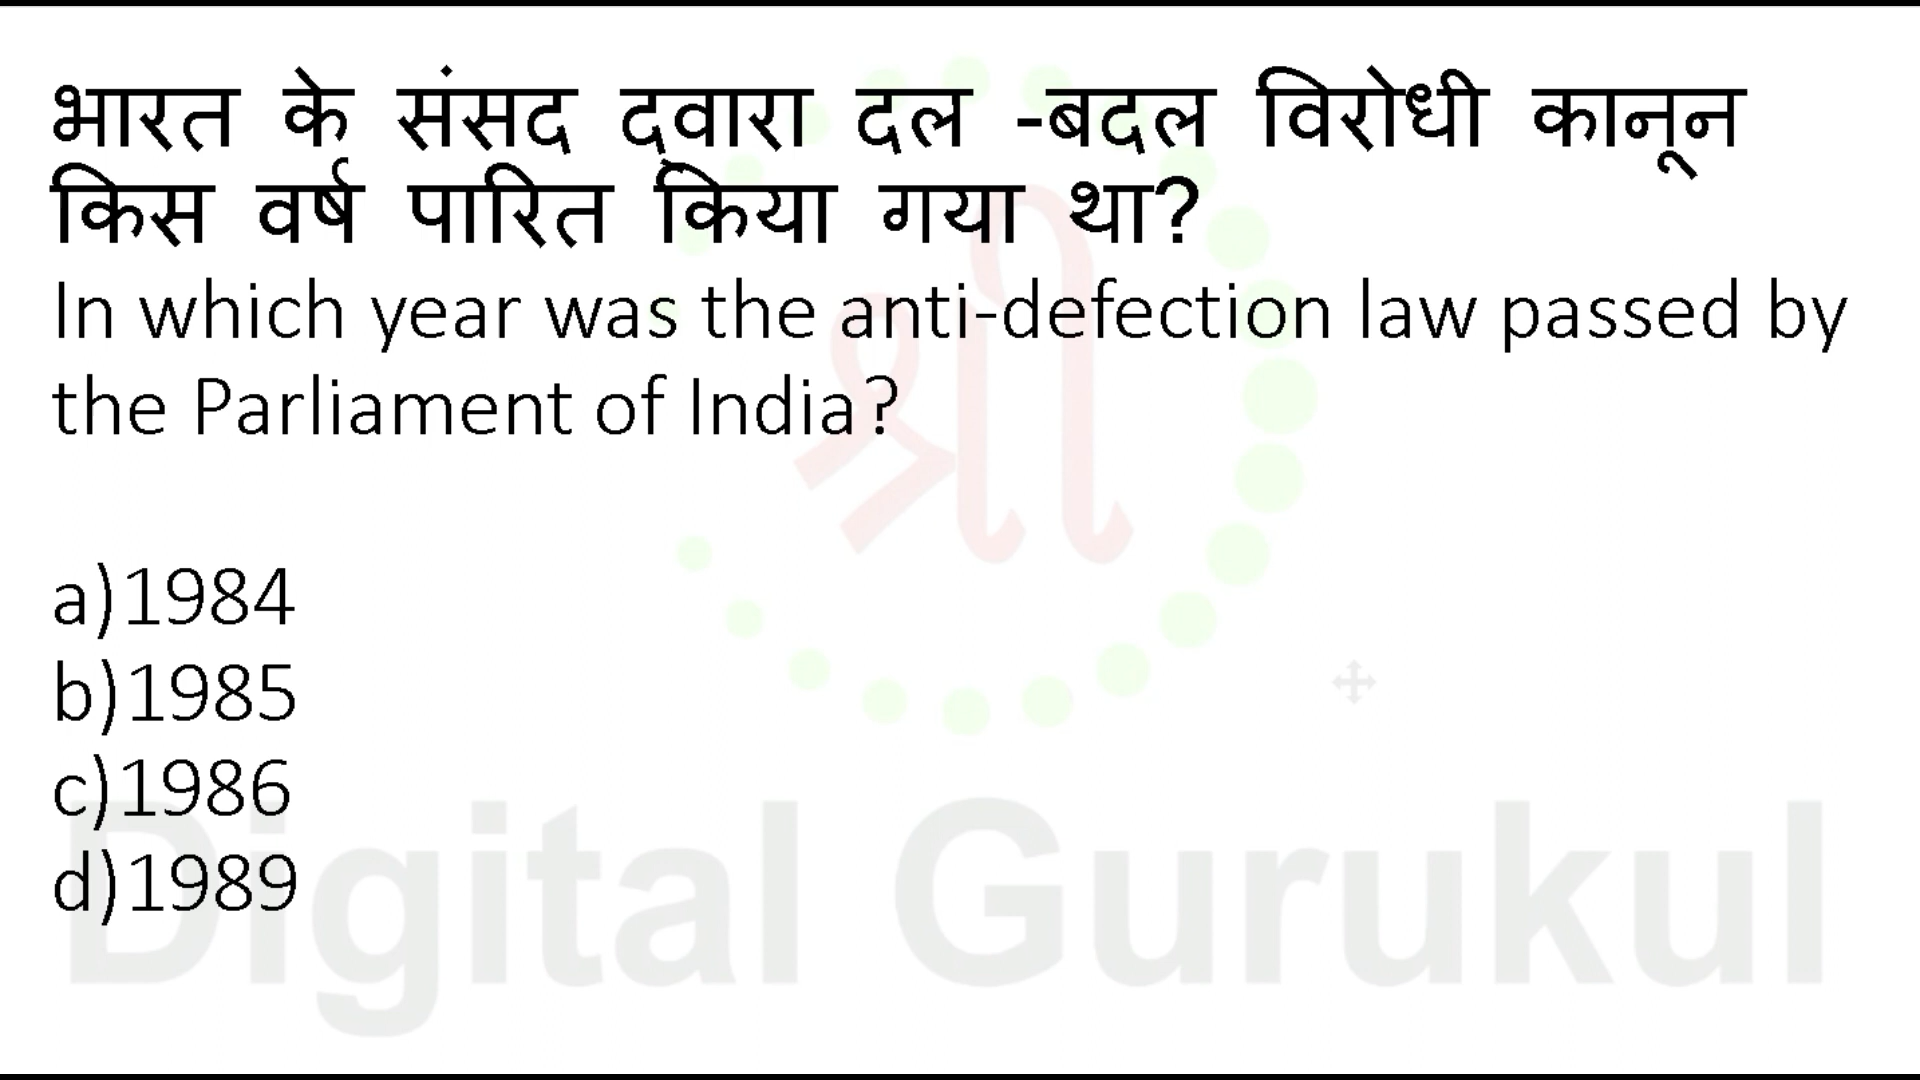 भारत के संसद द्वारा दल -बदल विरोधी कानून
किस वर्ष पारित किया गया था?
In which year was the anti-defection law passed by
the Parliament of India?
a)1984
b)1985
c)1986
d)1989
श्री
Digital Gurukul